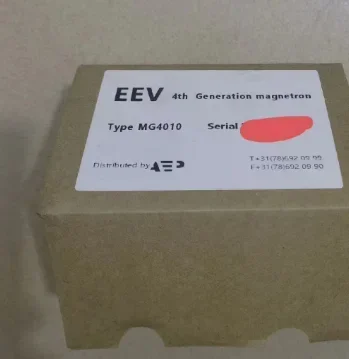 EEV 4th Generation magnetron
Type MG4010 Serial
Distributed by AEP
T+31(78)692 09 99
F+31(78)692 09 90